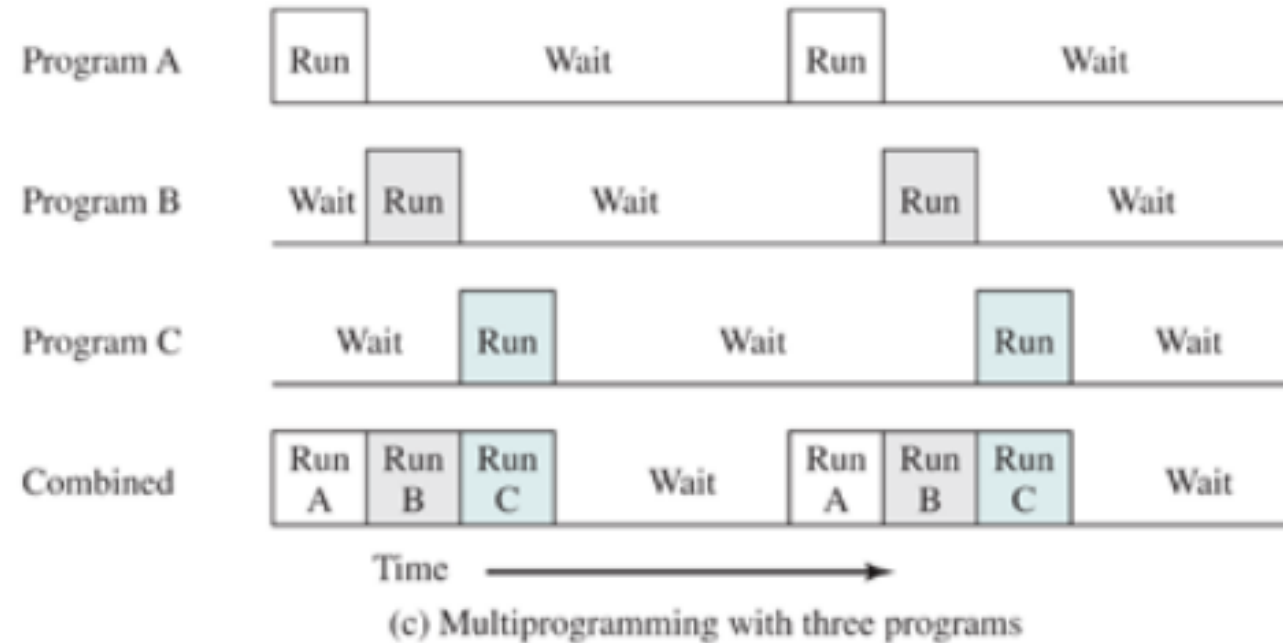 Program A Run Wait Run Wait
Program B Wait Run Wait Run Wait
Program C Wait Run Wait Run Wait
Combined Run A Run B Run C Wait Run A Run B Run C Wait
Time
(c) Multiprogramming with three programs